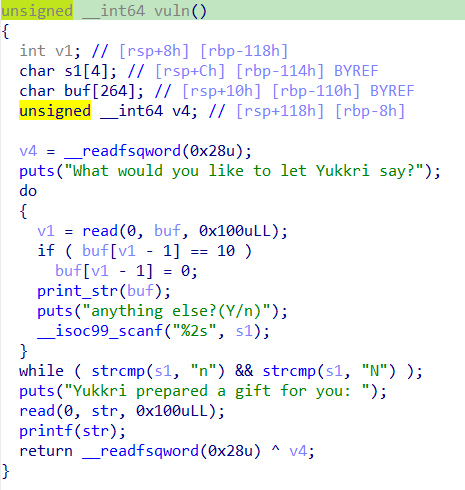 unsigned __int64 vuln()
{
  int v1; // [rsp+8h] [rbp-118h]
  char s1[4]; // [rsp+Ch] [rbp-114h] BYREF
  char buf[264]; // [rsp+10h] [rbp-110h] BYREF
  unsigned __int64 v4; // [rsp+118h] [rbp-8h]

  v4 = __readfsqword(0x28u);
  puts("What would you like to let Yukkri say?");
  do
  {
    v1 = read(0, buf, 0x100uLL);
    if ( buf[v1 - 1] == 10 )
      buf[v1 - 1] = 0;
    print_str(buf);
    puts("anything else?(Y/n)");
    __isoc99_scanf("%2s", s1);
  }
  while ( strcmp(s1, "n") && strcmp(s1, "N") );
  puts("Yukkri prepared a gift for you: ");
  read(0, str, 0x100uLL);
  printf(str);
  return __readfsqword(0x28u) ^ v4;
}